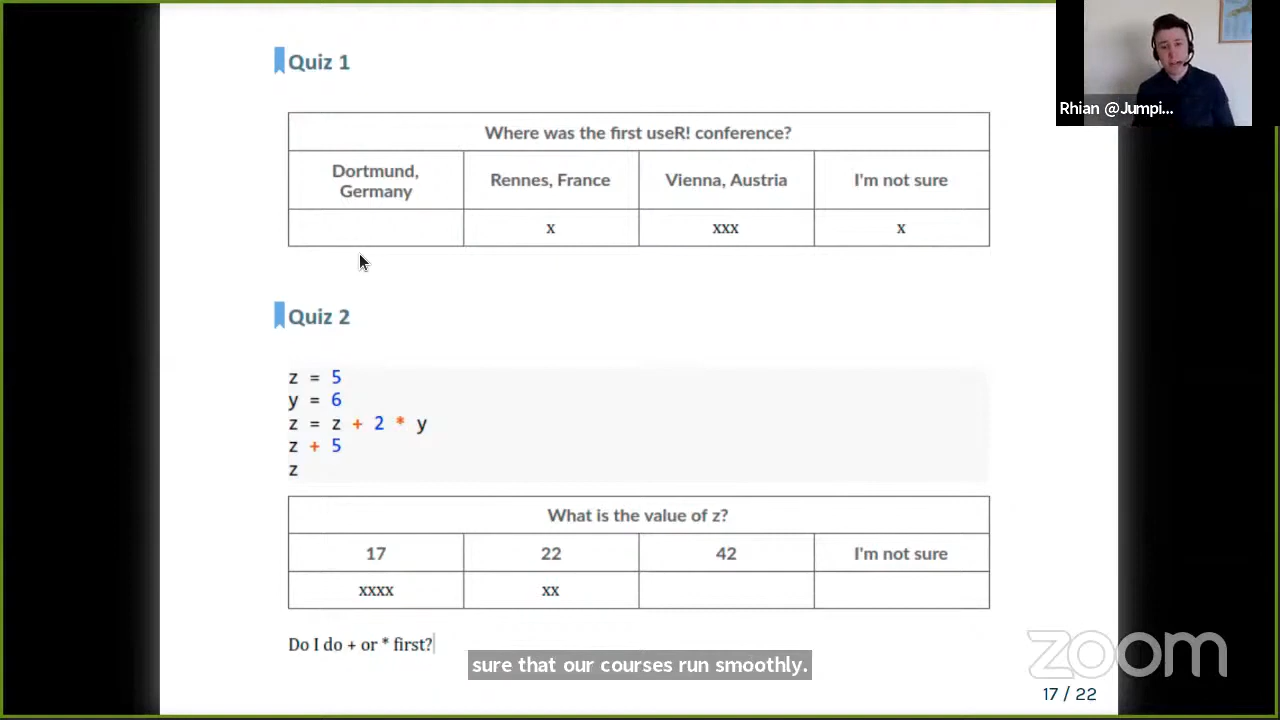 Quiz 1
Where was the first useR! conference?
Dortmund, Germany
Rennes, France
Vienna, Austria
I'm not sure
x
xxx
x
Quiz 2
z = 5
y = 6
z = z + 2 * y
z + 5
z
What is the value of z?
17
22
42
I'm not sure
xxxx
xx
Do I do + or * first?
sure that our courses run smoothly.
Rhian @Jumpi...
zoom
17 / 22